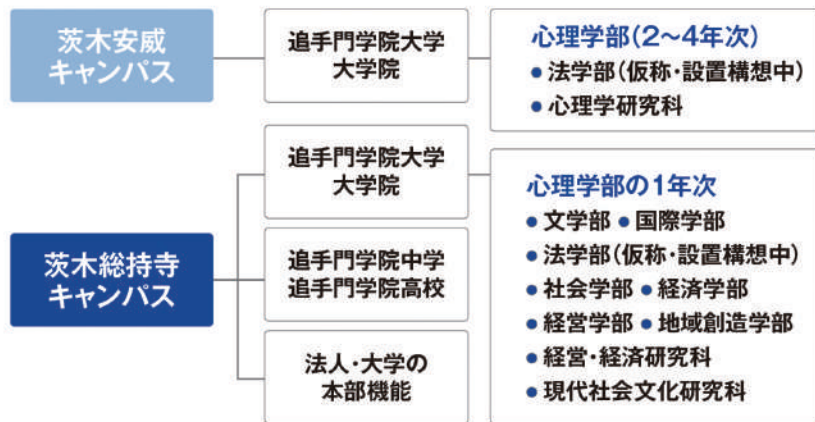 茨木安威
キャンパス
追手門学院大学
大学院
心理学部(2〜4年次)
● 法学部(仮称・設置構想中)
● 心理学研究科
茨木総持寺
キャンパス
追手門学院大学
大学院
追手門学院中学
追手門学院高校
法人・大学の
本部機能
心理学部の1年次
● 文学部 ● 国際学部
● 法学部(仮称・設置構想中)
● 社会学部 ● 経済学部
● 経営学部 ● 地域創造学部
● 経営・経済研究科
● 現代社会文化研究科